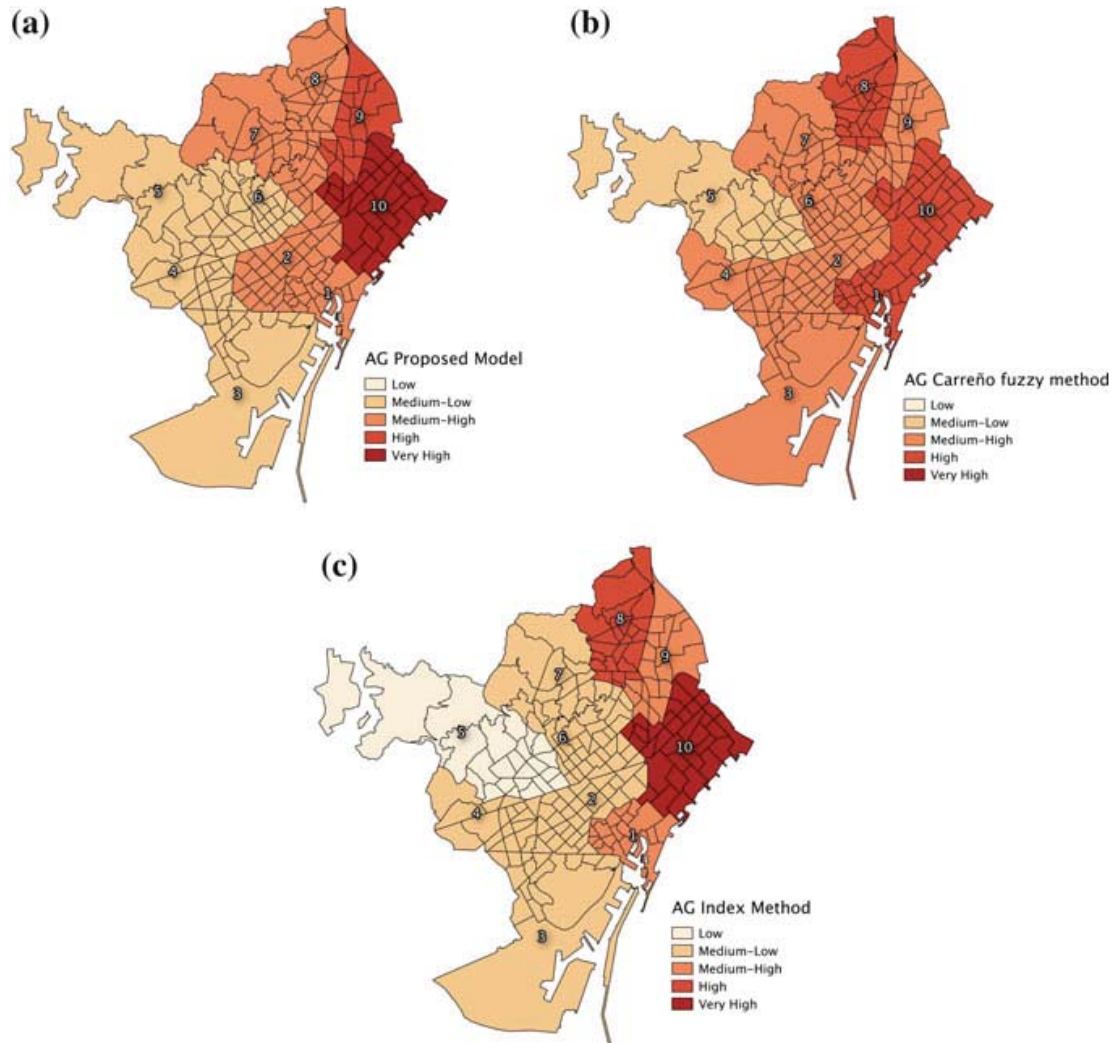 (a)
8
9
7
5
6
10
2
4
1
3
AG Proposed Model
Low
Medium-Low
Medium-High
High
Very High
(b)
8
9
7
5
6
10
2
4
1
3
AG Carreño fuzzy method
Low
Medium-Low
Medium-High
High
Very High
(c)
8
9
7
5
6
10
2
4
1
3
AG Index Method
Low
Medium-Low
Medium-High
High
Very High